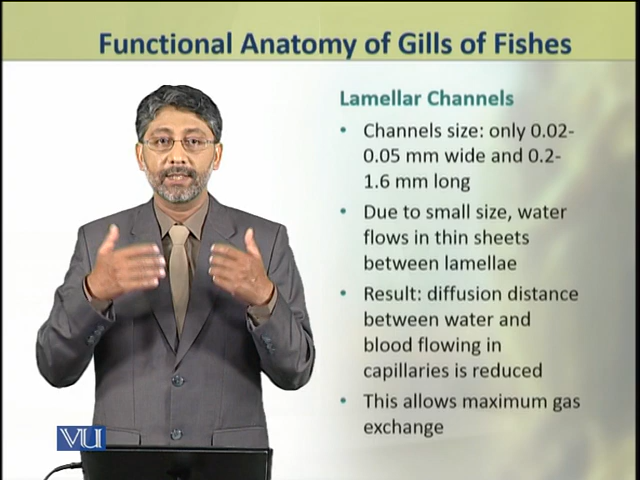 Functional Anatomy of Gills of Fishes
Lamellar Channels
• Channels size: only 0.02-
0.05 mm wide and 0.2-
1.6 mm long
• Due to small size, water
flows in thin sheets
between lamellae
• Result: diffusion distance
between water and
blood flowing in
capillaries is reduced
• This allows maximum gas
exchange
VU